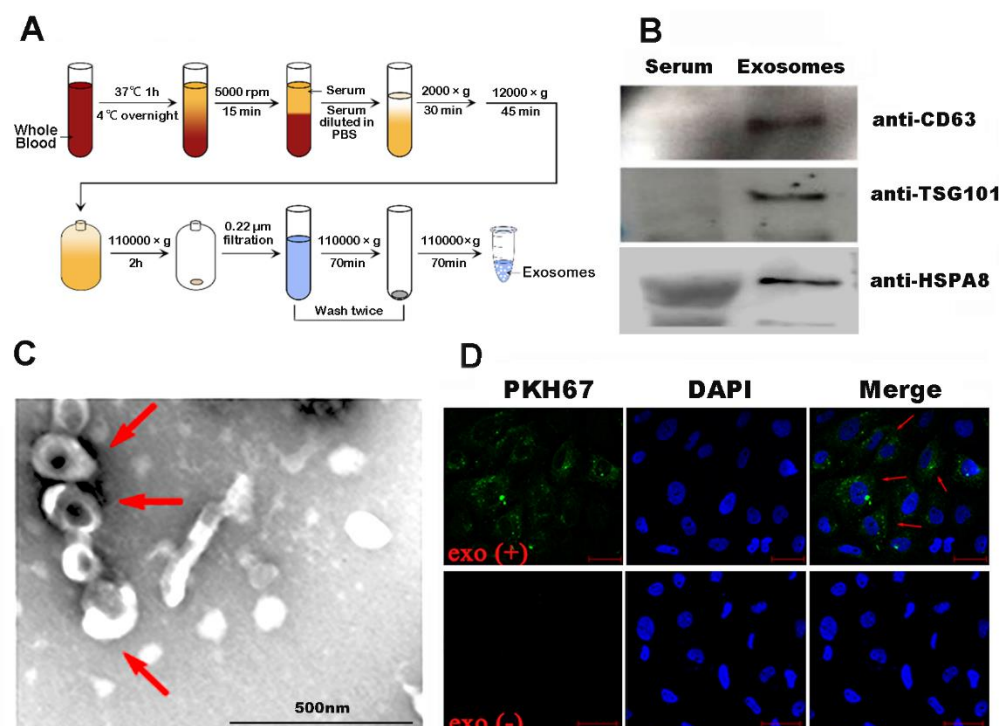 A
37℃ 1h
4 ℃ overnight
Whole
Blood
5000 rpm
15 min
Serum
Serum
diluted in
PBS
2000 × g
30 min
12000 × g
45 min
110000 × g
2h
0.22 μm
filtration
110000 × g
70min
110000×g
70min
Exosomes
Wash twice
B
Serum Exosomes
anti-CD63
anti-TSG101
anti-HSPA8
C
500nm
D
PKH67 DAPI Merge
exo (+)
exo (-)